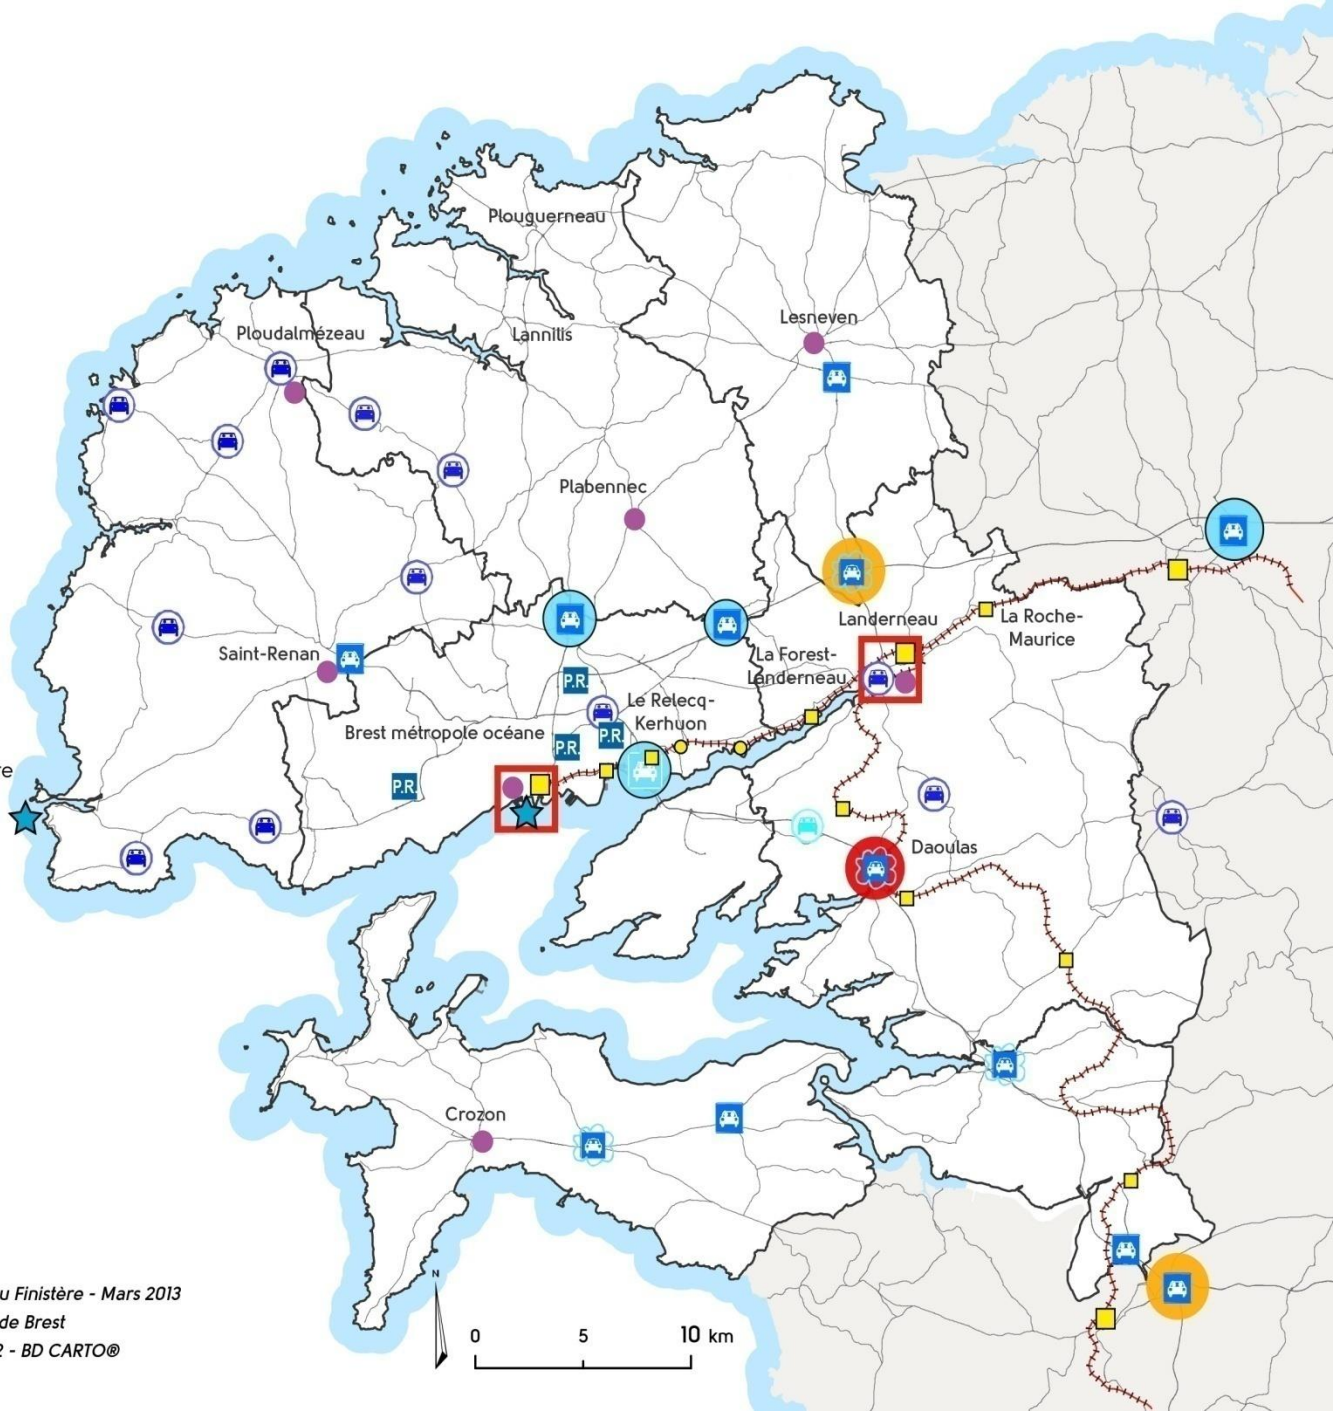 Plouguerneau
Lesneven
Ploudalmézeau
Lannilis
Plabennec
Landerneau
La Roche-
Maurice
Saint-Renan
La Forest-
Landerneau
P.R.
Le Relecq-
Kerhuon
Brest métropole océane
P.R.
P.R.
P.R.
Daoulas
Crozon
N
0 5 10 km
u Finistère - Mars 2013
de Brest
2 - BD CARTO®